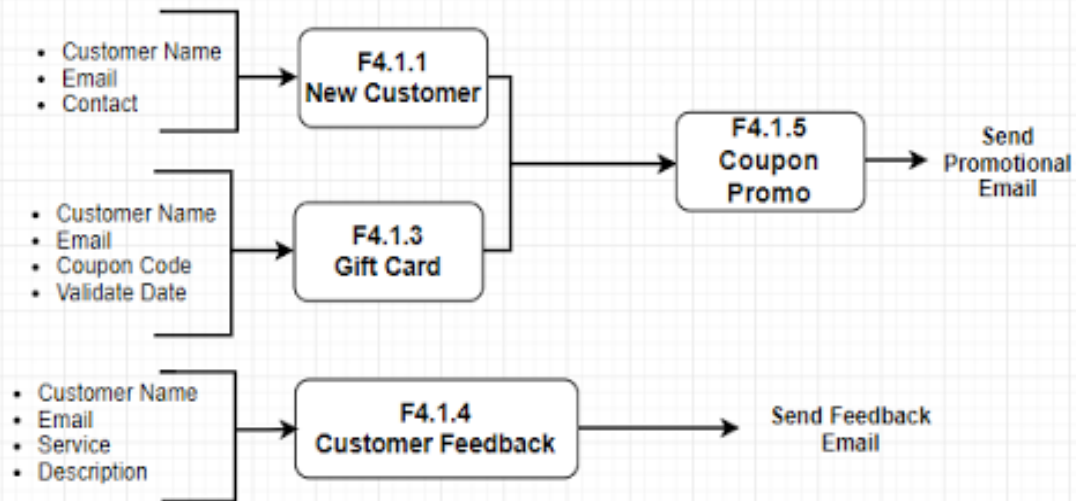 • Customer Name
• Email
• Contact
F4.1.1
New Customer
• Customer Name
• Email
• Coupon Code
• Validate Date
F4.1.3
Gift Card
F4.1.5
Coupon
Promo
Send
Promotional
Email
• Customer Name
• Email
• Service
• Description
F4.1.4
Customer Feedback
Send Feedback
Email